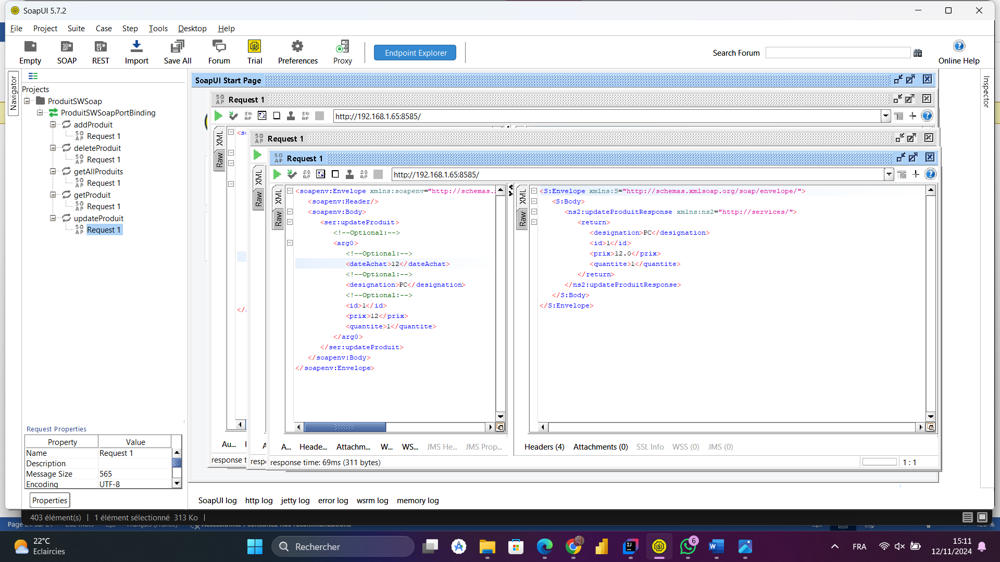 SoapUI 5.7.2
File Project Suite Case Step Tools Desktop Help
Empty SOAP REST Import Save All Forum Trial Preferences Proxy Endpoint Explorer Search Forum Online Help
Navigator
Inspector
Projects
ProduitSWSoap
ProduitSWSoapPortBinding
addProduit
Request 1
deleteProduit
Request 1
getAllProduits
Request 1
getProduit
Request 1
updateProduit
Request 1
SoapUI Start Page
Request 1
http://192.168.1.65:8585/
XML
Raw
Request 1
XML
Raw
Request 1
http://192.168.1.65:8585/
XML
Raw
<soapenv:Envelope xmlns:soapenv="http://schemas.
<soapenv:Header/>
<soapenv:Body>
<ser:updateProduit>
<!--Optional:-->
<arg0>
<!--Optional:-->
<dateAchat>12</dateAchat>
<!--Optional:-->
<designation>PC</designation>
<!--Optional:-->
<id>1</id>
<prix>12</prix>
<quantite>1</quantite>
</arg0>
</ser:updateProduit>
</soapenv:Body>
</soapenv:Envelope>
XML
Raw
<S:Envelope xmlns:S="http://schemas.xmlsoap.org/soap/envelope/">
<S:Body>
<ns2:updateProduitResponse xmlns:ns2="http://services/">
<return>
<designation>PC</designation>
<id>1</id>
<prix>12.0</prix>
<quantite>1</quantite>
</return>
</ns2:updateProduitResponse>
</S:Body>
</S:Envelope>
Au...
A... Heade... Attachm... W... WS... JMS He... JMS Prop...
Headers (4) Attachments (0) SSL Info WSS (0) JMS (0)
response t
resp
response time: 69ms (311 bytes)
1 : 1
Request Properties
Property Value
Name Request 1
Description
Message Size 565
Encoding UTF-8
Properties
SoapUI log http log jetty log error log wsrm log memory log
403 élément(s) | 1 élément sélectionné 313 Ko |
22°C
Eclaircies
Rechercher
6
FRA
15:11
12/11/2024